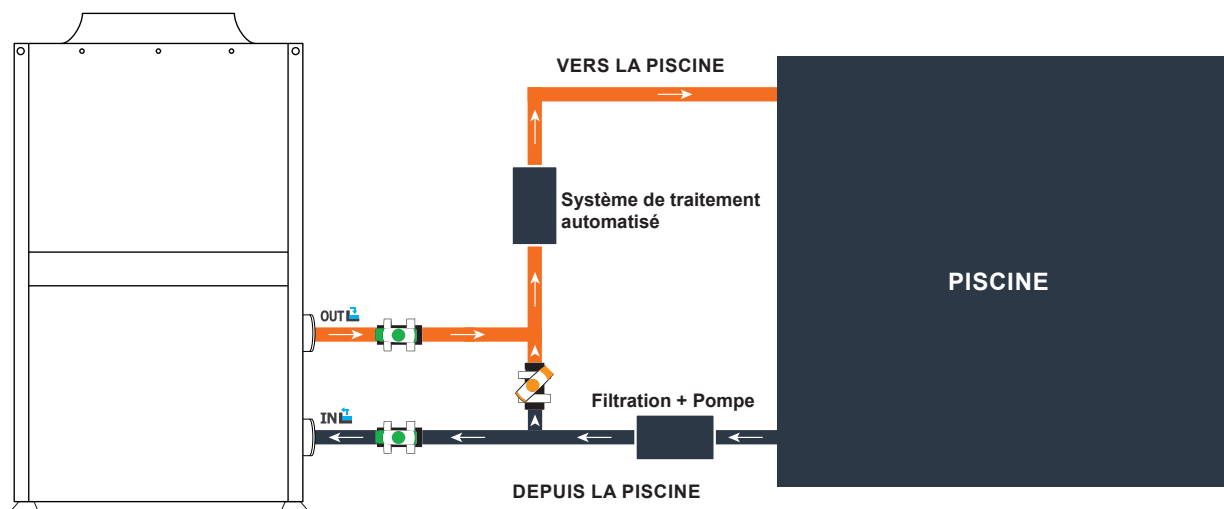 VERS LA PISCINE
Système de traitement
automatisé
PISCINE
OUT
IN
Filtration + Pompe
DEPUIS LA PISCINE